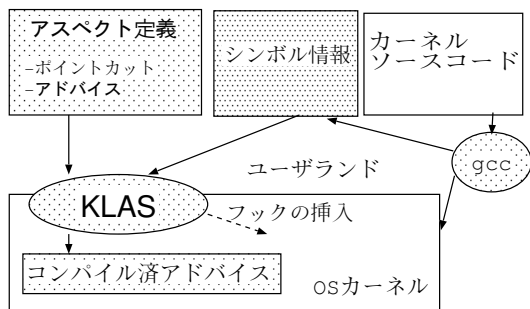 アスペクト定義
-ポイントカット
-アドバイス
シンボル情報
カーネル
ソースコード
gcc
ユーザランド
KLAS
フックの挿入
コンパイル済アドバイス
OSカーネル